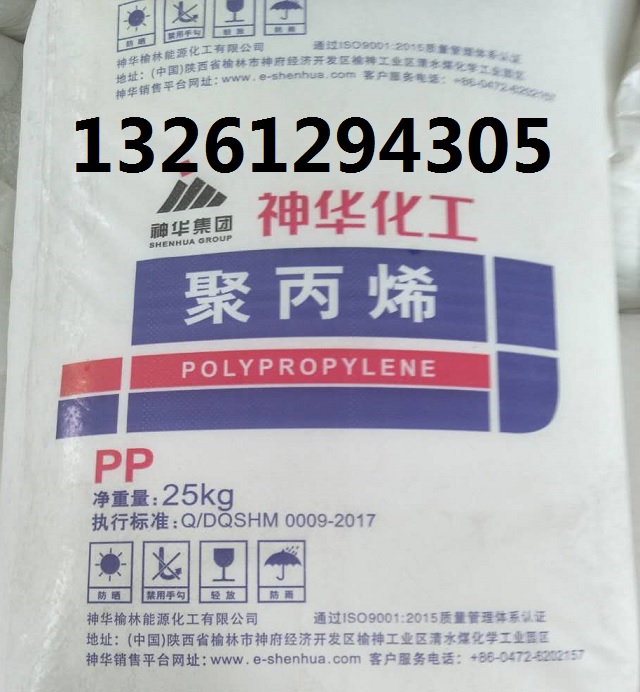 防晒 禁用手勾 轻放 防雨
神华榆林能源化工有限公司 通过ISO9001:2015质量管理体系认证
地址：(中国)陕西省榆林市神府经济开发区榆神工业区清水煤化学工业园区
神华销售平台网址：www.e-shenhua.com 客户服务电话：+86-0472-6202157
13261294305
神华集团
SHENHUA GROUP
神华化工
聚丙烯
POLYPROPYLENE
PP
净重量：25kg
执行标准：Q/DQSHM 0009-2017
防晒 禁用手勾 轻放 防雨
神华榆林能源化工有限公司 通过ISO9001:2015质量管理体系认证
地址：(中国)陕西省榆林市神府经济开发区榆神工业区清水煤化学工业园区
神华销售平台网址：www.e-shenhua.com 客户服务电话：+86-0472-6202157